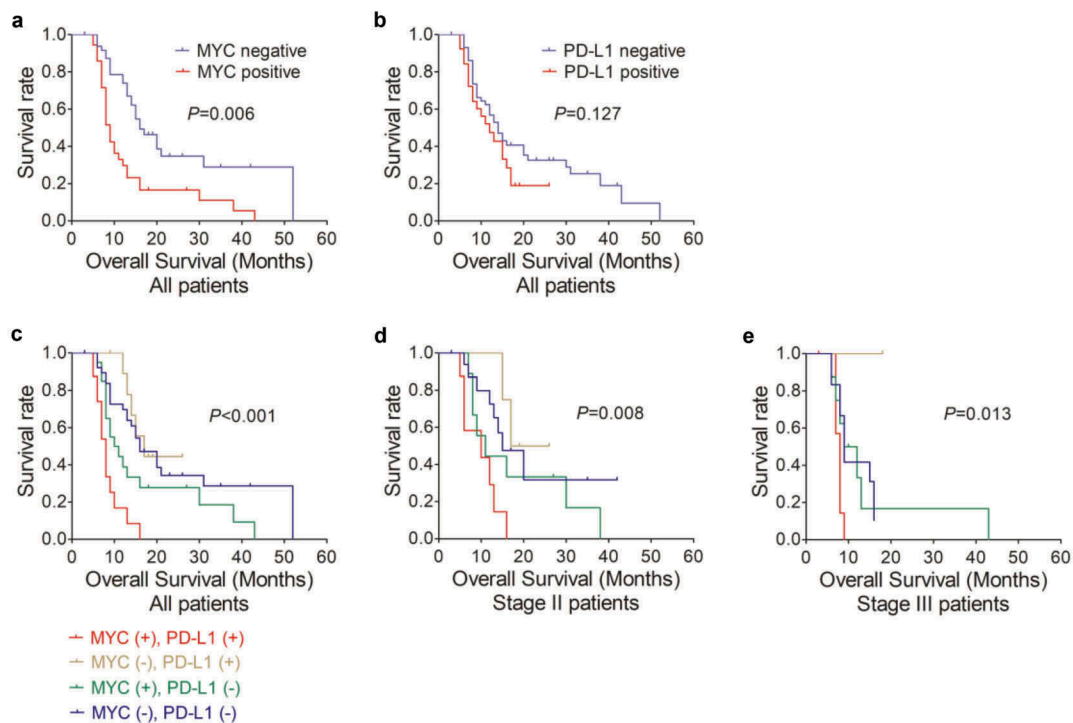 a
Survival rate
1.0
0.8
0.6
0.4
0.2
0.0
0 10 20 30 40 50 60
MYC negative
MYC positive
P=0.006
Overall Survival (Months)
All patients
b
Survival rate
1.0
0.8
0.6
0.4
0.2
0.0
0 10 20 30 40 50 60
PD-L1 negative
PD-L1 positive
P=0.127
Overall Survival (Months)
All patients
c
Survival rate
1.0
0.8
0.6
0.4
0.2
0.0
0 10 20 30 40 50 60
P<0.001
Overall Survival (Months)
All patients
d
Survival rate
1.0
0.8
0.6
0.4
0.2
0.0
0 10 20 30 40 50 60
P=0.008
Overall Survival (Months)
Stage II patients
e
Survival rate
1.0
0.8
0.6
0.4
0.2
0.0
0 10 20 30 40 50 60
P=0.013
Overall Survival (Months)
Stage III patients
MYC (+), PD-L1 (+)
MYC (-), PD-L1 (+)
MYC (+), PD-L1 (-)
MYC (-), PD-L1 (-)